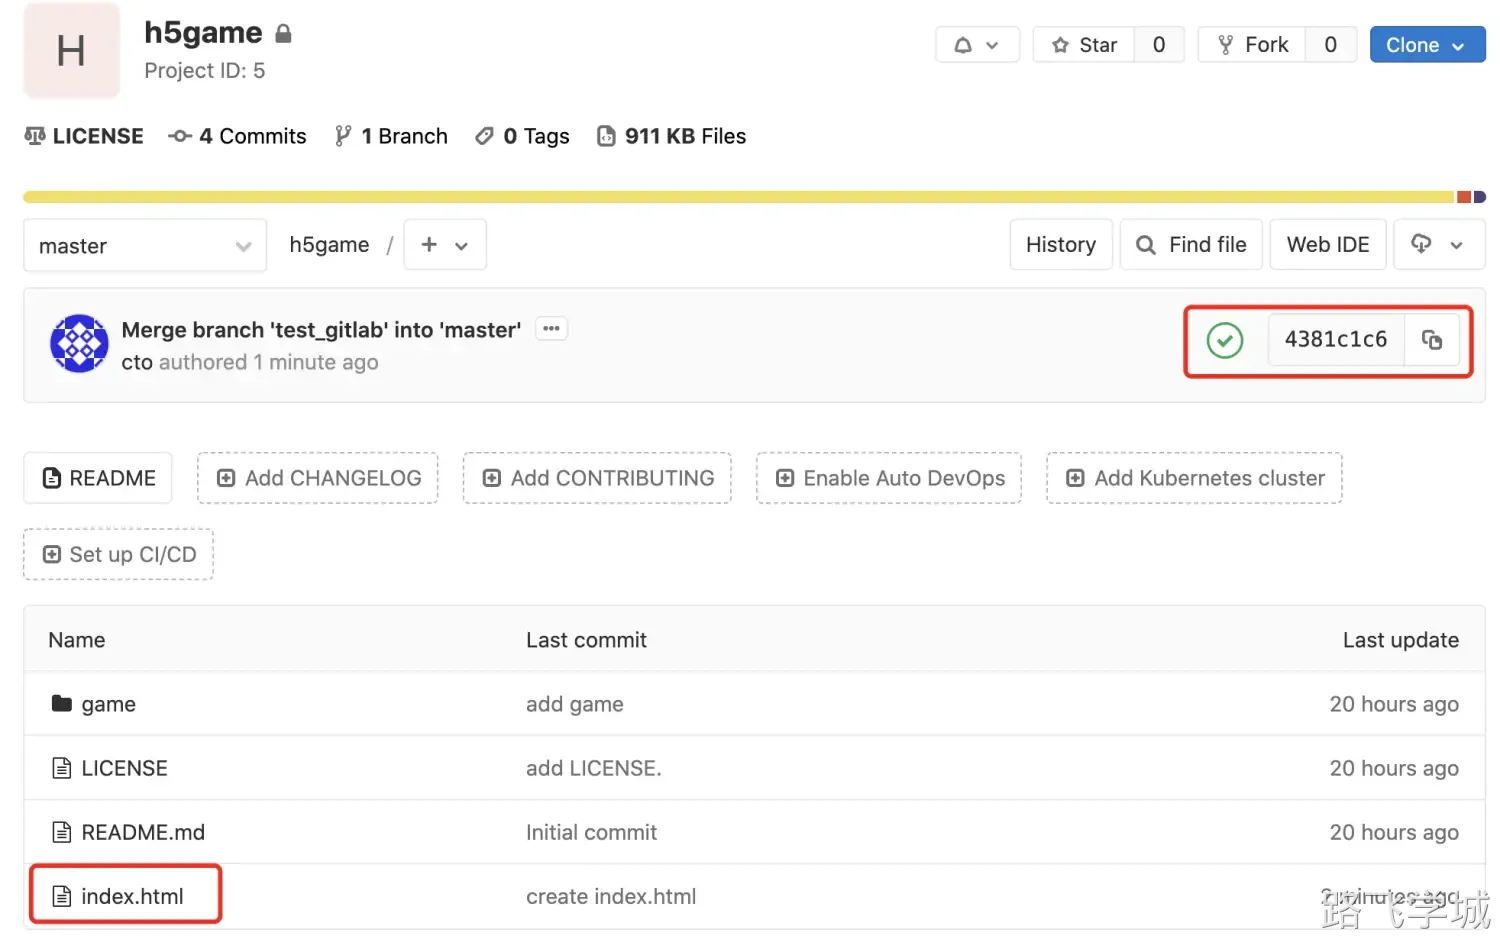 H
h5game
Project ID: 5
Star 0
Fork 0
Clone
LICENSE 4 Commits 1 Branch 0 Tags 911 KB Files
master
h5game / +
History
Find file
Web IDE
Merge branch 'test_gitlab' into 'master' ...
cto authored 1 minute ago
4381c1c6
README
Add CHANGELOG
Add CONTRIBUTING
Enable Auto DevOps
Add Kubernetes cluster
Set up CI/CD
Name Last commit Last update
game add game 20 hours ago
LICENSE add LICENSE. 20 hours ago
README.md Initial commit 20 hours ago
index.html create index.html 2 minutes ago
路飞学城